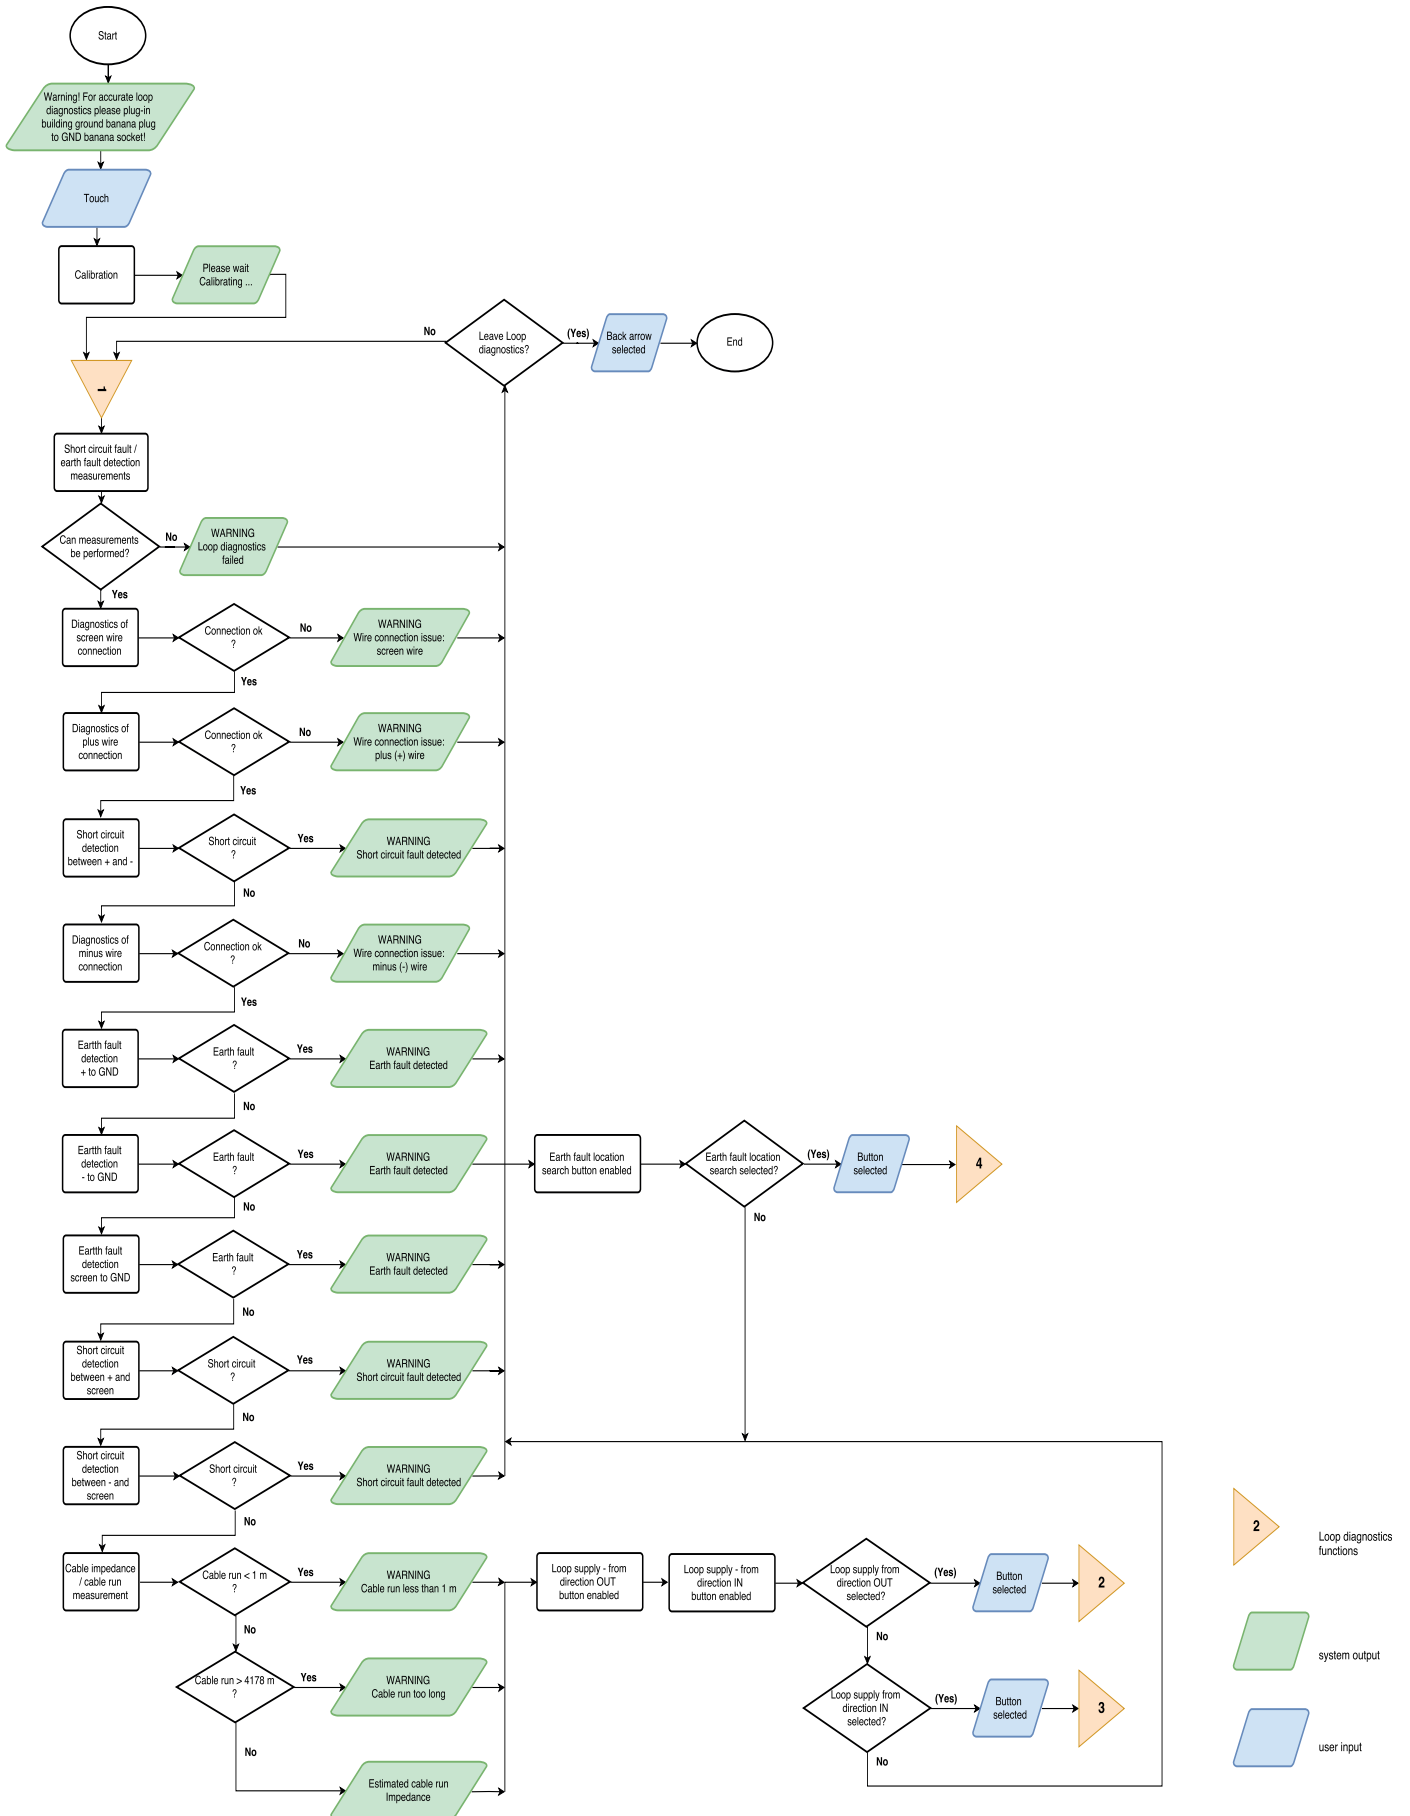 Start
Warning! For accurate loop
diagnostics please plug-in
building ground banana plug
to GND banana socket!
Touch
Calibration
Please wait
Calibrating ...
No
Leave Loop
diagnostics?
(Yes)
Back arrow
selected
End
1
Short circuit fault /
earth fault detection
measurements
Can measurements
be performed?
No
WARNING
Loop diagnostics
failed
Yes
Diagnostics of
screen wire
connection
Connection ok
?
No
WARNING
Wire connection issue:
screen wire
Yes
Diagnostics of
plus wire
connection
Connection ok
?
No
WARNING
Wire connection issue:
plus (+) wire
Yes
Short circuit
detection
between + and -
Short circuit
?
Yes
WARNING
Short circuit fault detected
No
Diagnostics of
minus wire
connection
Connection ok
?
No
WARNING
Wire connection issue:
minus (-) wire
Yes
Eartth fault
detection
+ to GND
Earth fault
?
Yes
WARNING
Earth fault detected
No
Eartth fault
detection
- to GND
Earth fault
?
Yes
WARNING
Earth fault detected
Earth fault location
search button enabled
Earth fault location
search selected?
(Yes)
Button
selected
4
No
No
Eartth fault
detection
screen to GND
Earth fault
?
Yes
WARNING
Earth fault detected
No
Short circuit
detection
between + and
screen
Short circuit
?
Yes
WARNING
Short circuit fault detected
No
Short circuit
detection
between - and
screen
Short circuit
?
Yes
WARNING
Short circuit fault detected
No
Cable impedance
/ cable run
measurement
Cable run < 1 m
?
Yes
WARNING
Cable run less than 1 m
Loop supply - from
direction OUT
button enabled
Loop supply - from
direction IN
button enabled
Loop supply from
direction OUT
selected?
(Yes)
Button
selected
2
No
No
Cable run > 4178 m
?
Yes
WARNING
Cable run too long
Loop supply from
direction IN
selected?
(Yes)
Button
selected
3
No
No
Estimated cable run
Impedance
2
Loop diagnostics
functions
system output
user input